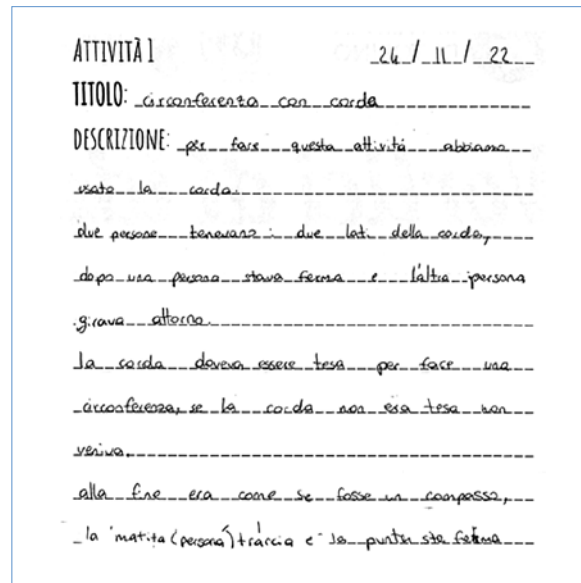 ATTIVITÀ 1 24/11/22
TITOLO: circonferenza con corda
DESCRIZIONE: per fare questa attività abbiamo
usato la corda.
due persone tenevano i due lati della corda,
dopo una persona stava ferma e l'altra persona
girava attorno.
la corda doveva essere tesa per fare una
circonferenza, se la corda non era tesa non
veniva.
alla fine era come se fosse un compasso,
la matita (persona) traccia e la punta sta ferma